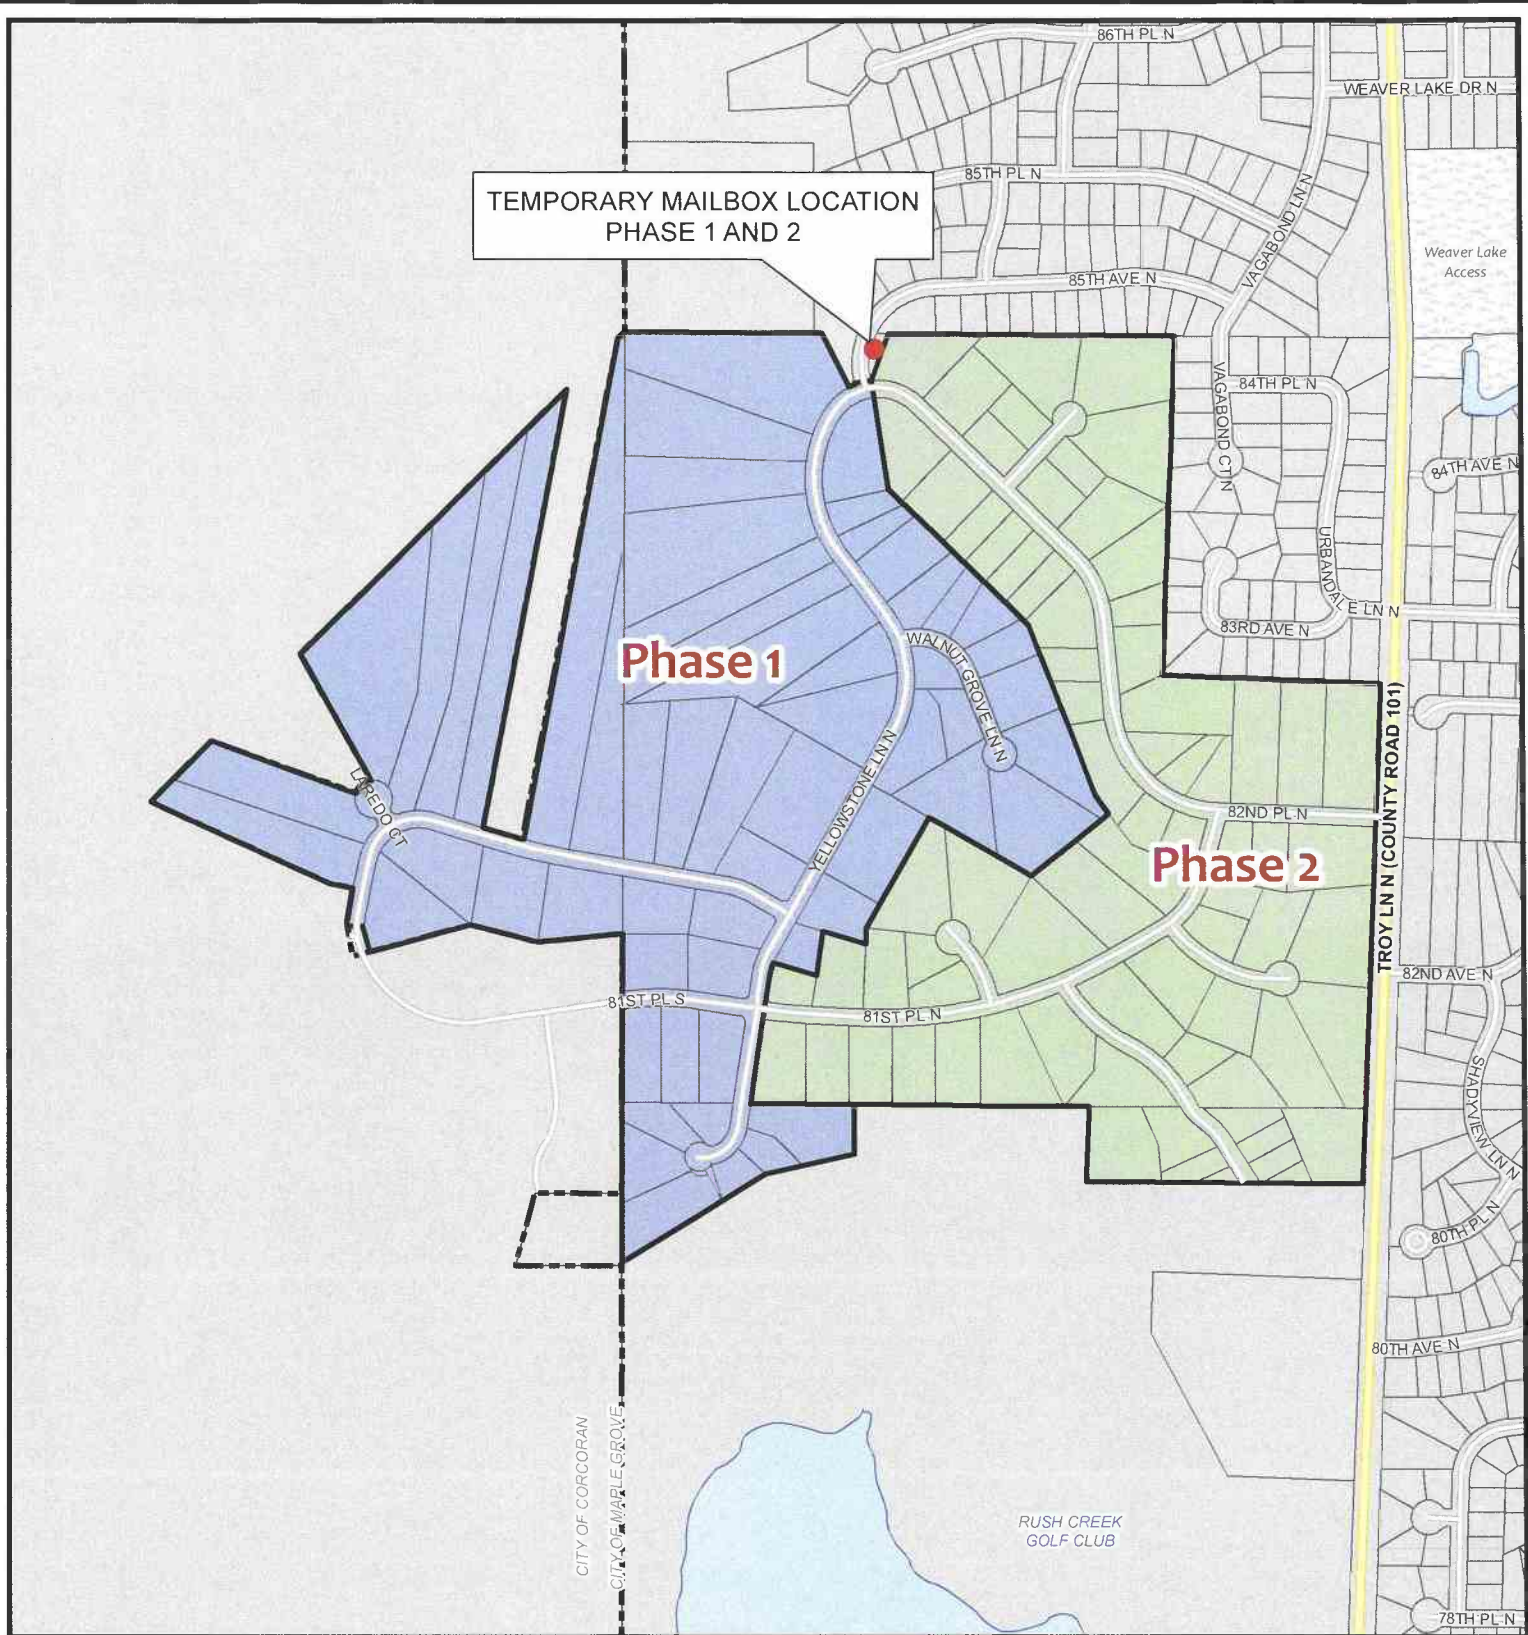 86TH PL N
WEAVER LAKE DR N
85TH PL N
TEMPORARY MAILBOX LOCATION
PHASE 1 AND 2
VAGABOND LN N
Weaver Lake
Access
85TH AVE N
VAGABOND CT N
84TH PL N
84TH AVE N
URBANDALE LN N
83RD AVE N
WALNUT GROVE LN N
Phase 1
TROY LN N (COUNTY ROAD 101)
YELLOWSTONE LN N
LAREDO CT
82ND PL N
Phase 2
82ND AVE N
81ST PL S
81ST PL N
SHADYVIEW LN N
80TH PL N
80TH AVE N
CITY OF CORCORAN
CITY OF MAPLE GROVE
RUSH CREEK
GOLF CLUB
78TH PL N